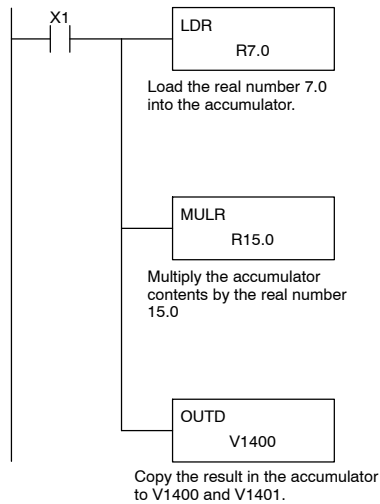 X1
LDR
R7.0
Load the real number 7.0
into the accumulator.
MULR
R15.0
Multiply the accumulator
contents by the real number
15.0
OUTD
V1400
Copy the result in the accumulator
to V1400 and V1401.